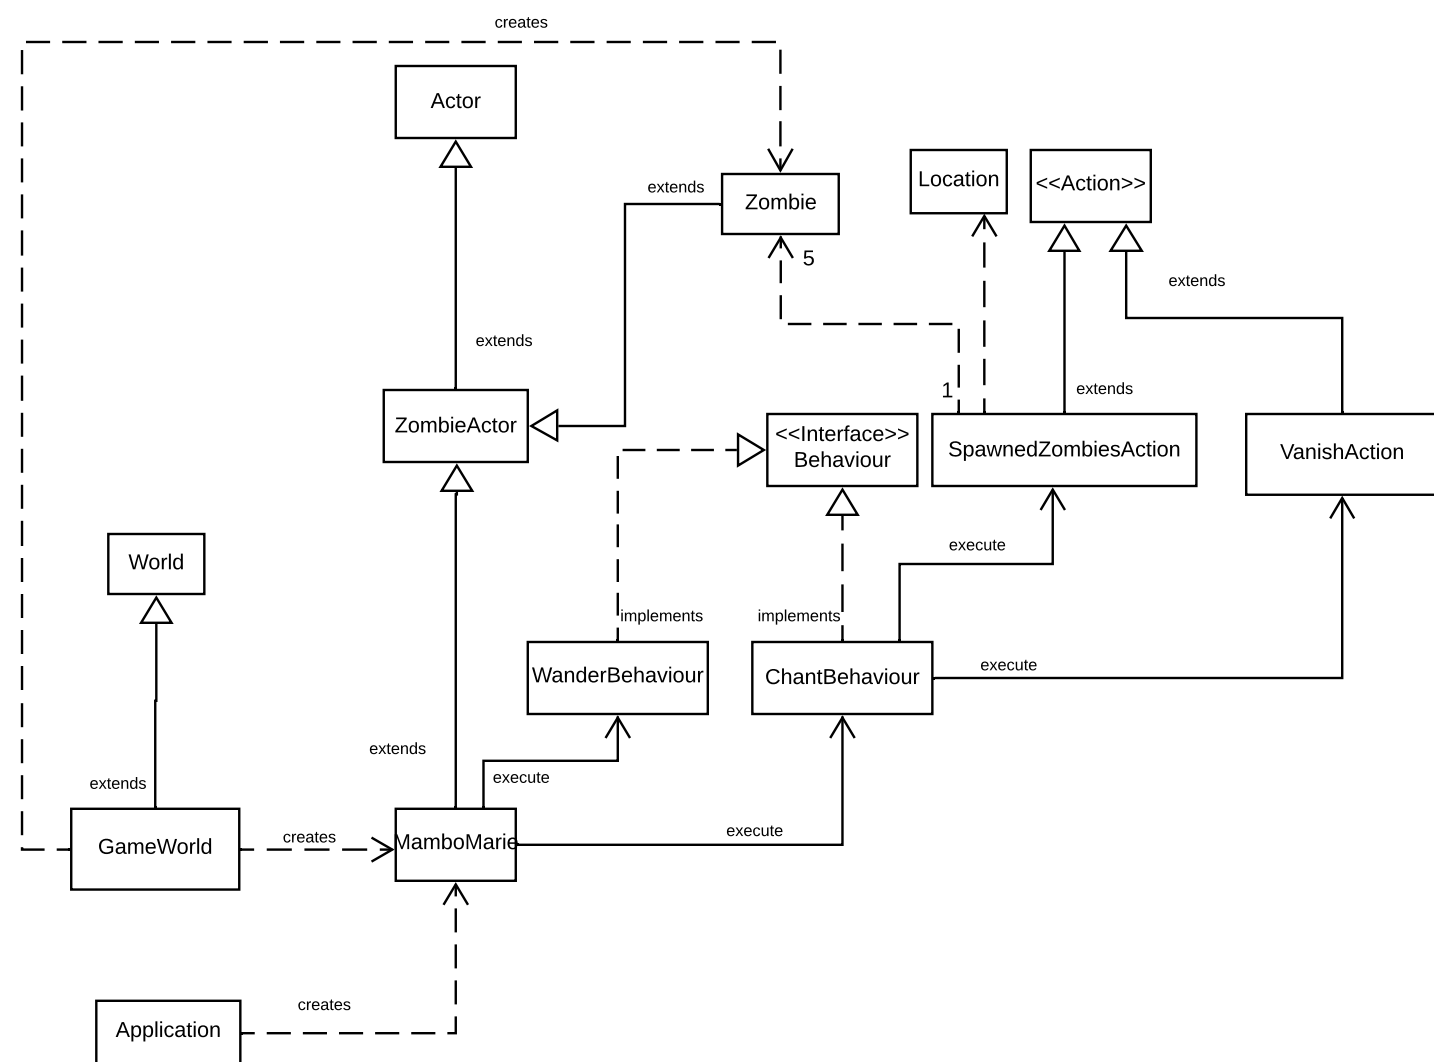 creates
Actor
Location
<<Action>>
extends
Zombie
5
extends
extends
1
extends
ZombieActor
<<Interface>>
Behaviour
SpawnedZombiesAction
VanishAction
execute
World
implements
implements
execute
WanderBehaviour
ChantBehaviour
extends
execute
extends
execute
creates
GameWorld
MamboMarie
creates
Application